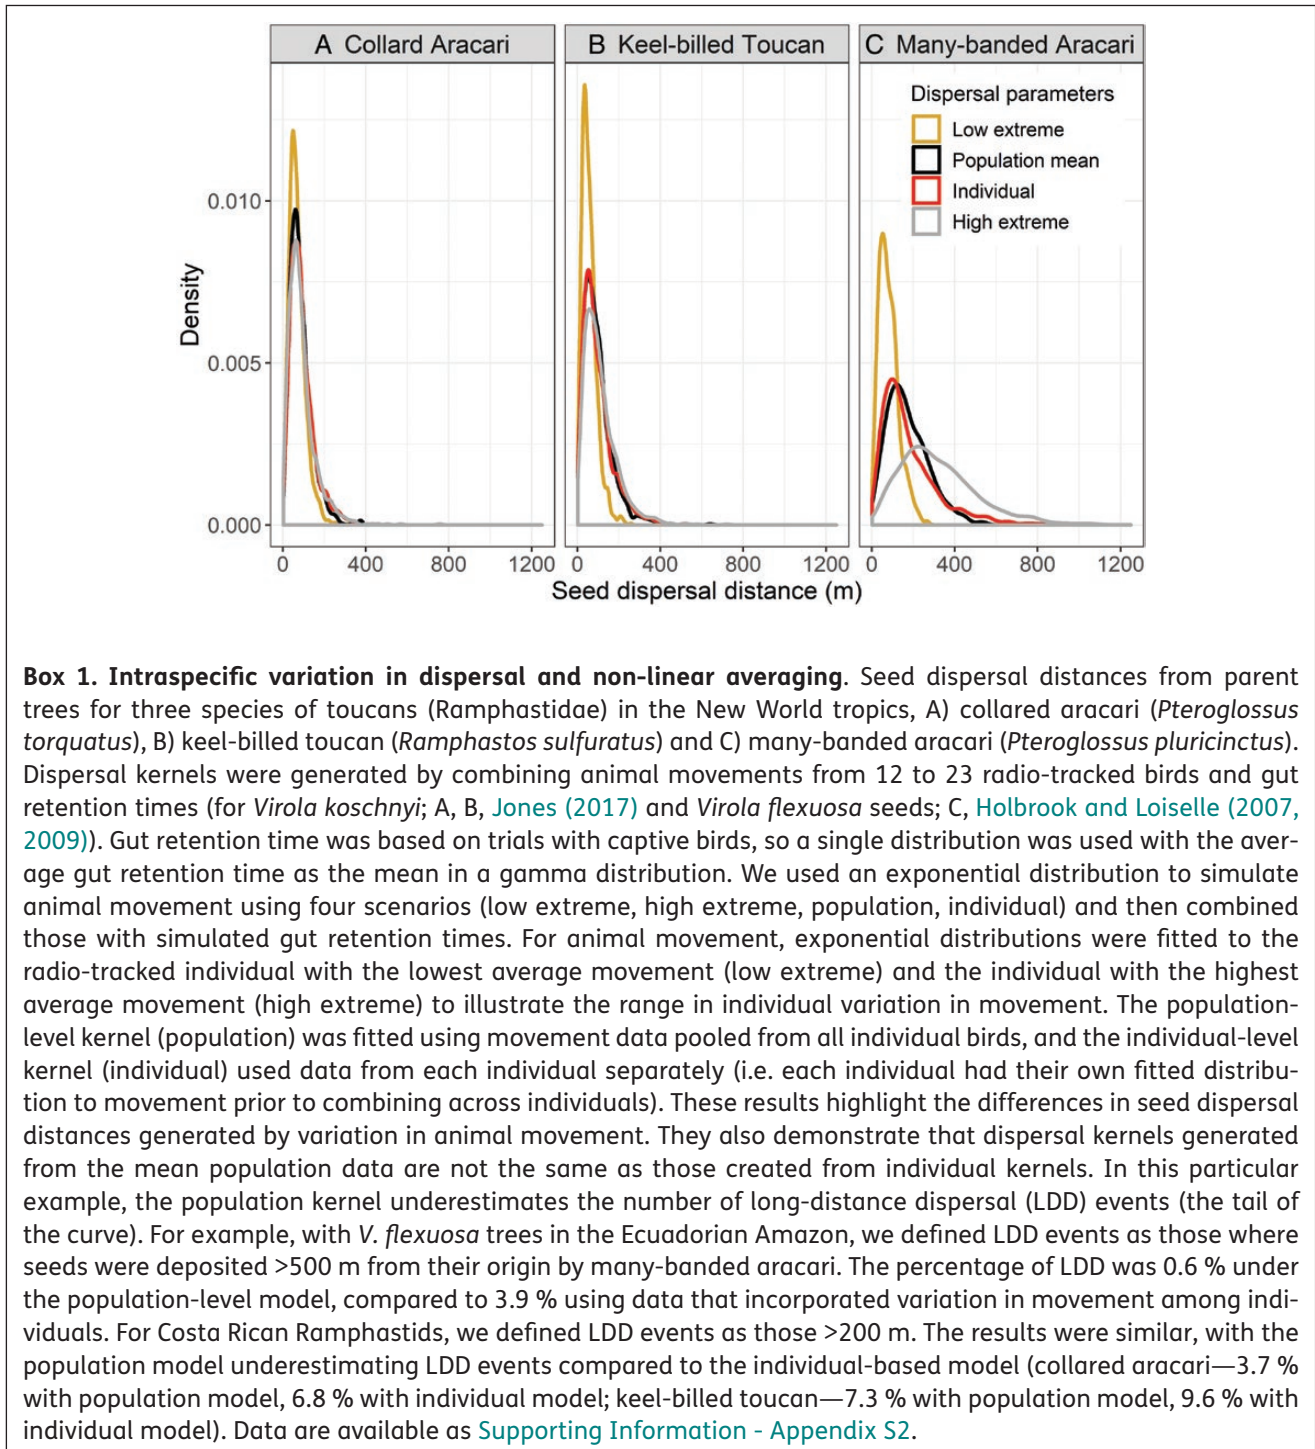 A Collard Aracari
B Keel-billed Toucan
C Many-banded Aracari
Dispersal parameters
Low extreme
Population mean
Individual
High extreme
Density
0.010
0.005
0.000
0 400 800 1200
0 400 800 1200
0 400 800 1200
Seed dispersal distance (m)
Box 1. Intraspecific variation in dispersal and non-linear averaging. Seed dispersal distances from parent
trees for three species of toucans (Ramphastidae) in the New World tropics, A) collared aracari (Pteroglossus
torquatus), B) keel-billed toucan (Ramphastos sulfuratus) and C) many-banded aracari (Pteroglossus pluricinctus).
Dispersal kernels were generated by combining animal movements from 12 to 23 radio-tracked birds and gut
retention times (for Virola koschnyi; A, B, Jones (2017) and Virola flexuosa seeds; C, Holbrook and Loiselle (2007,
2009)). Gut retention time was based on trials with captive birds, so a single distribution was used with the aver-
age gut retention time as the mean in a gamma distribution. We used an exponential distribution to simulate
animal movement using four scenarios (low extreme, high extreme, population, individual) and then combined
those with simulated gut retention times. For animal movement, exponential distributions were fitted to the
radio-tracked individual with the lowest average movement (low extreme) and the individual with the highest
average movement (high extreme) to illustrate the range in individual variation in movement. The population-
level kernel (population) was fitted using movement data pooled from all individual birds, and the individual-level
kernel (individual) used data from each individual separately (i.e. each individual had their own fitted distribu-
tion to movement prior to combining across individuals). These results highlight the differences in seed dispersal
distances generated by variation in animal movement. They also demonstrate that dispersal kernels generated
from the mean population data are not the same as those created from individual kernels. In this particular
example, the population kernel underestimates the number of long-distance dispersal (LDD) events (the tail of
the curve). For example, with V. flexuosa trees in the Ecuadorian Amazon, we defined LDD events as those where
seeds were deposited >500 m from their origin by many-banded aracari. The percentage of LDD was 0.6 % under
the population-level model, compared to 3.9 % using data that incorporated variation in movement among indi-
viduals. For Costa Rican Ramphastids, we defined LDD events as those >200 m. The results were similar, with the
population model underestimating LDD events compared to the individual-based model (collared aracari—3.7 %
with population model, 6.8 % with individual model; keel-billed toucan—7.3 % with population model, 9.6 % with
individual model). Data are available as Supporting Information - Appendix S2.